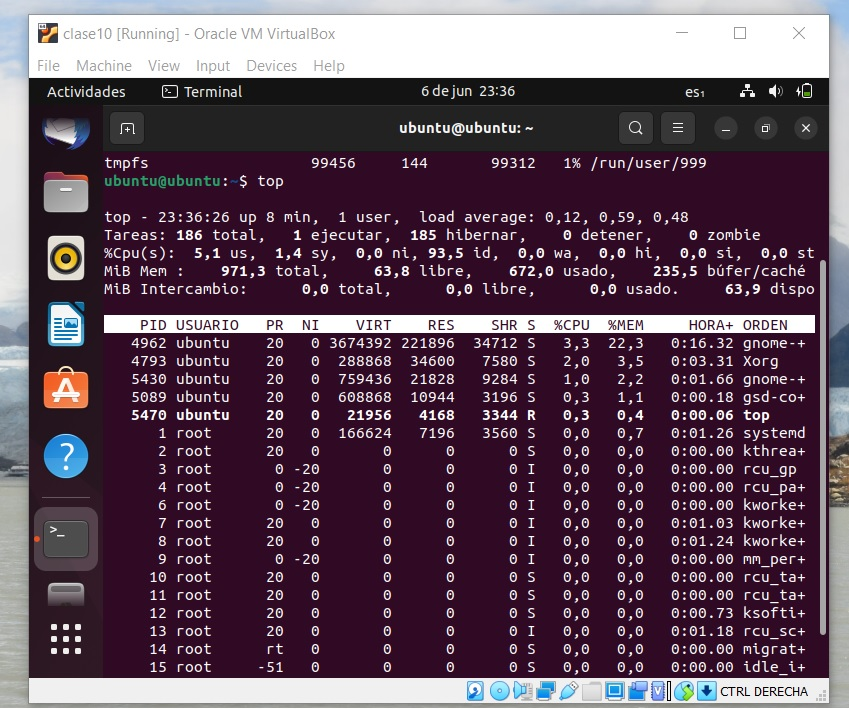 clase10 [Running] - Oracle VM VirtualBox
File Machine View Input Devices Help
Actividades Terminal 6 de jun 23:36 es₁
ubuntu@ubuntu: ~
tmpfs 99456 144 99312 1% /run/user/999
ubuntu@ubuntu:~$ top
top - 23:36:26 up 8 min, 1 user, load average: 0,12, 0,59, 0,48
Tareas: 186 total, 1 ejecutar, 185 hibernar, 0 detener, 0 zombie
%Cpu(s): 5,1 us, 1,4 sy, 0,0 ni, 93,5 id, 0,0 wa, 0,0 hi, 0,0 si, 0,0 st
MiB Mem : 971,3 total, 63,8 libre, 672,0 usado, 235,5 búfer/caché
MiB Intercambio: 0,0 total, 0,0 libre, 0,0 usado. 63,9 dispo
PID USUARIO PR NI VIRT RES SHR S %CPU %MEM HORA+ ORDEN
4962 ubuntu 20 0 3674392 221896 34712 S 3,3 22,3 0:16.32 gnome-+
4793 ubuntu 20 0 288868 34600 7580 S 2,0 3,5 0:03.31 Xorg
5430 ubuntu 20 0 759436 21828 9284 S 1,0 2,2 0:01.66 gnome-+
5089 ubuntu 20 0 608868 10944 3196 S 0,3 1,1 0:00.18 gsd-co+
5470 ubuntu 20 0 21956 4168 3344 R 0,3 0,4 0:00.06 top
1 root 20 0 166624 7196 3560 S 0,0 0,7 0:01.26 systemd
2 root 20 0 0 0 0 S 0,0 0,0 0:00.00 kthrea+
3 root 0 -20 0 0 0 I 0,0 0,0 0:00.00 rcu_gp
4 root 0 -20 0 0 0 I 0,0 0,0 0:00.00 rcu_pa+
6 root 0 -20 0 0 0 I 0,0 0,0 0:00.00 kworke+
7 root 20 0 0 0 0 I 0,0 0,0 0:01.03 kworke+
8 root 20 0 0 0 0 I 0,0 0,0 0:01.24 kworke+
9 root 0 -20 0 0 0 I 0,0 0,0 0:00.00 mm_per+
10 root 20 0 0 0 0 S 0,0 0,0 0:00.00 rcu_ta+
11 root 20 0 0 0 0 S 0,0 0,0 0:00.00 rcu_ta+
12 root 20 0 0 0 0 S 0,0 0,0 0:00.73 ksofti+
13 root 20 0 0 0 0 I 0,0 0,0 0:01.18 rcu_sc+
14 root rt 0 0 0 0 S 0,0 0,0 0:00.00 migrat+
15 root -51 0 0 0 0 S 0,0 0,0 0:00.00 idle_i+
CTRL DERECHA